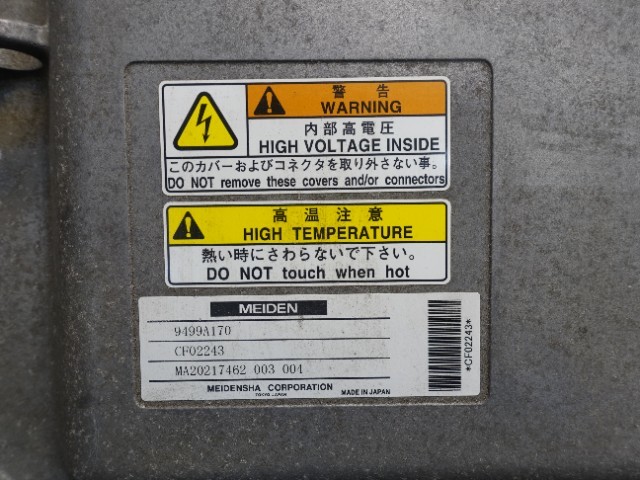 警告
WARNING
内部高電圧
HIGH VOLTAGE INSIDE
このカバーおよびコネクタを取り外さない事。
DO NOT remove these covers and/or connectors
高温注意
HIGH TEMPERATURE
熱い時にさわらないで下さい。
DO NOT touch when hot
MEIDEN
9499A170
CF02243
MA20217462 003 004
MEIDENSHA CORPORATION
TOKYO JAPAN
MADE IN JAPAN
*CF02243*